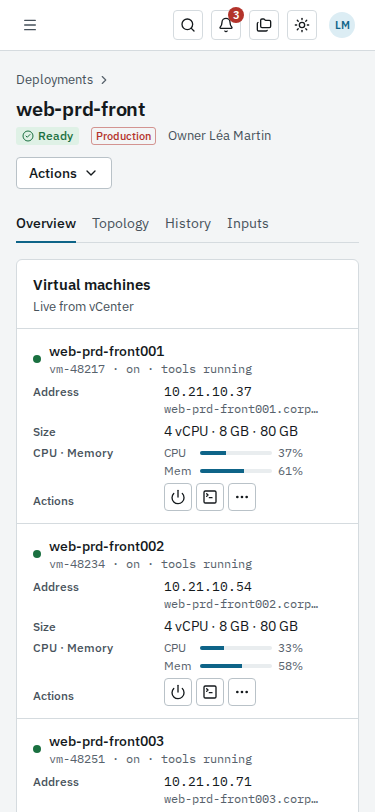 3
LM
Deployments
web-prd-front
Ready
Production
Owner Léa Martin
Actions
Overview Topology History Inputs
Virtual machines
Live from vCenter
web-prd-front001
vm-48217 · on · tools running
Address 10.21.10.37
web-prd-front001.corp…
Size 4 vCPU · 8 GB · 80 GB
CPU · Memory CPU 37%
Mem 61%
Actions
web-prd-front002
vm-48234 · on · tools running
Address 10.21.10.54
web-prd-front002.corp…
Size 4 vCPU · 8 GB · 80 GB
CPU · Memory CPU 33%
Mem 58%
Actions
web-prd-front003
vm-48251 · on · tools running
Address 10.21.10.71
web-prd-front003.corp…